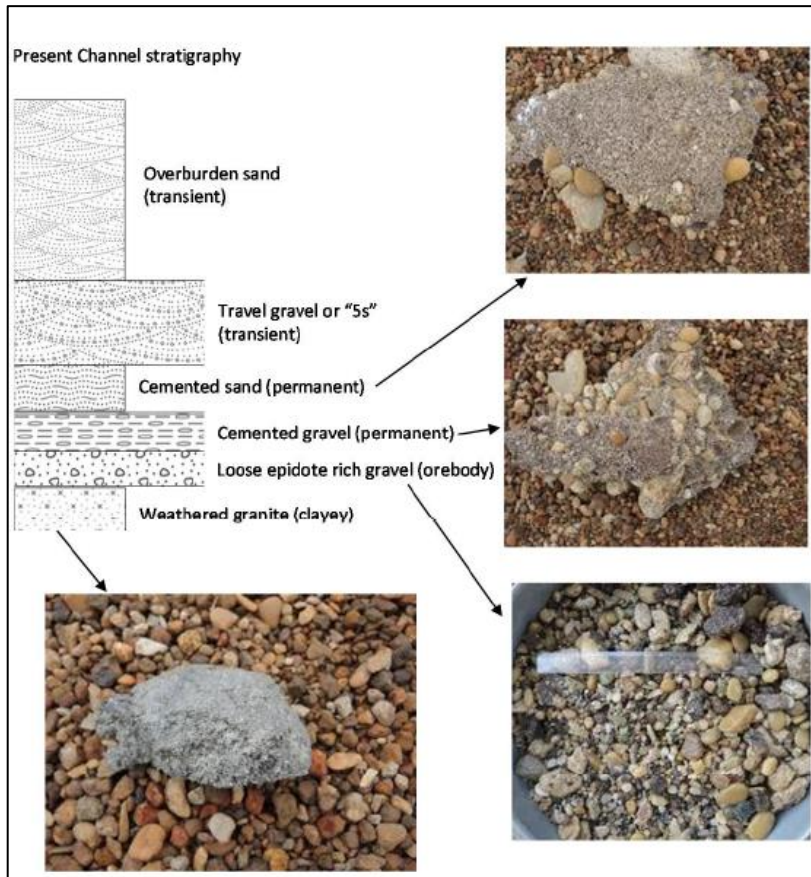 Present Channel stratigraphy
Overburden sand
(transient)
Travel gravel or “5s”
(transient)
Cemented sand (permanent)
Cemented gravel (permanent)
Loose epidote rich gravel (orebody)
Weathered granite (clayey)